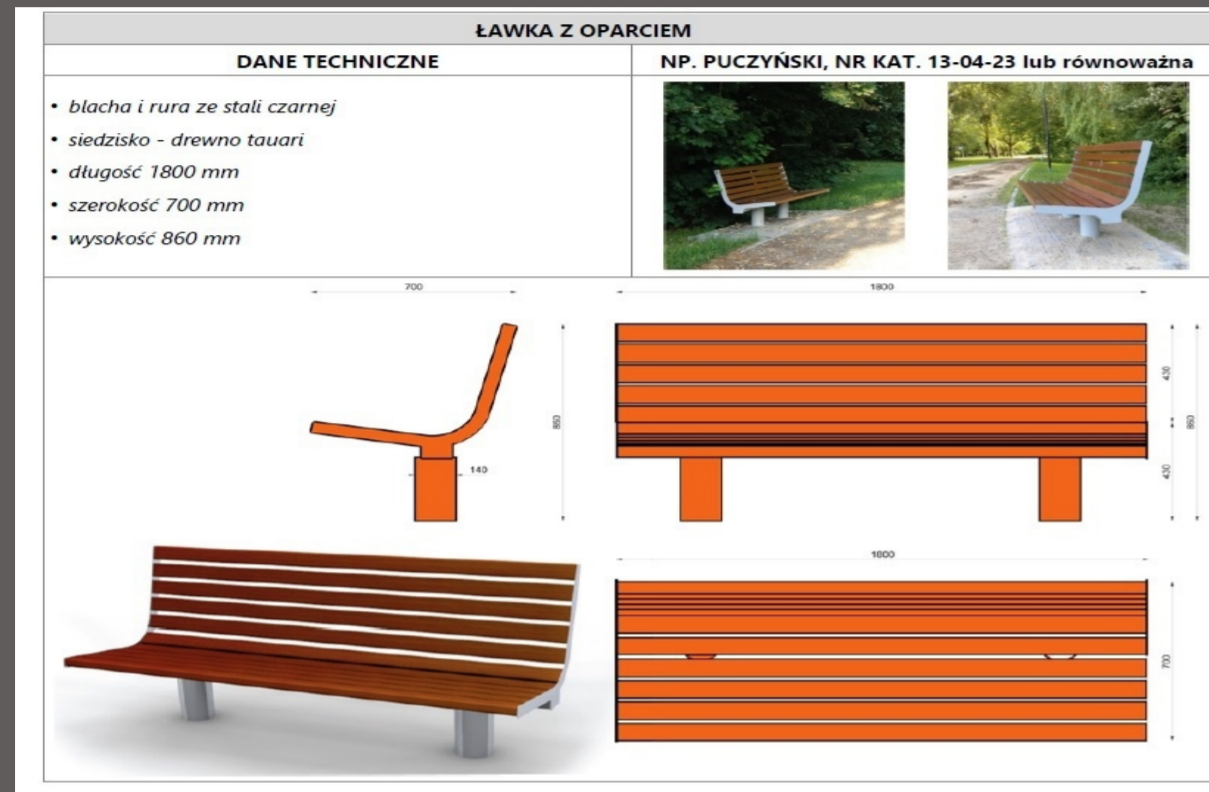 ŁAWKA Z OPARCIEM
DANE TECHNICZNE
NP. PUCZYŃSKI, NR KAT. 13-04-23 lub równoważna
• blacha i rura ze stali czarnej
• siedzisko - drewno tauari
• długość 1800 mm
• szerokość 700 mm
• wysokość 860 mm
700
1800
860
140
430
430
860
1800
700